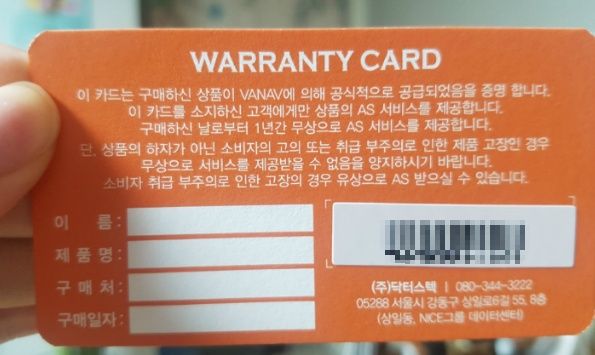 WARRANTY CARD
이 카드는 구매하신 상품이 VANAV에 의해 공식적으로 공급되었음을 증명 합니다.
이 카드를 소지하신 고객에게만 상품의 AS 서비스를 제공합니다.
구매하신 날로부터 1년간 무상으로 AS 서비스를 제공합니다.
단, 상품의 하자가 아닌 소비자의 고의 또는 취급 부주의로 인한 제품 고장인 경우
무상으로 서비스를 제공받을 수 없음을 양지하시기 바랍니다.
소비자 취급 부주의로 인한 고장의 경우 유상으로 AS 받으실 수 있습니다.
이 름 :
제 품 명 :
구 매 처 :
구매일자 :
(주)닥터스텍 | 080-344-3222
05288 서울시 강동구 상일로6길 55, 8층
(상일동, NICE그룹 데이터센터)